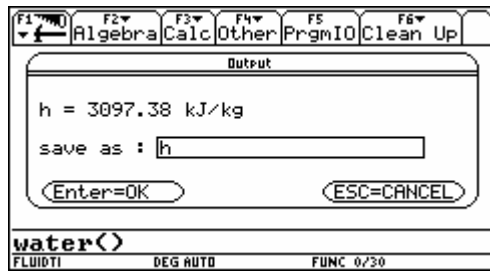 F1 F2 Algebra F3 Calc F4 Other F5 PrgmIO F6 Clean Up
Output
h = 3097.38 kJ/kg
save as : h
Enter=OK ESC=CANCEL
water()
FLUIDTI DEG AUTO FUNC 0/30